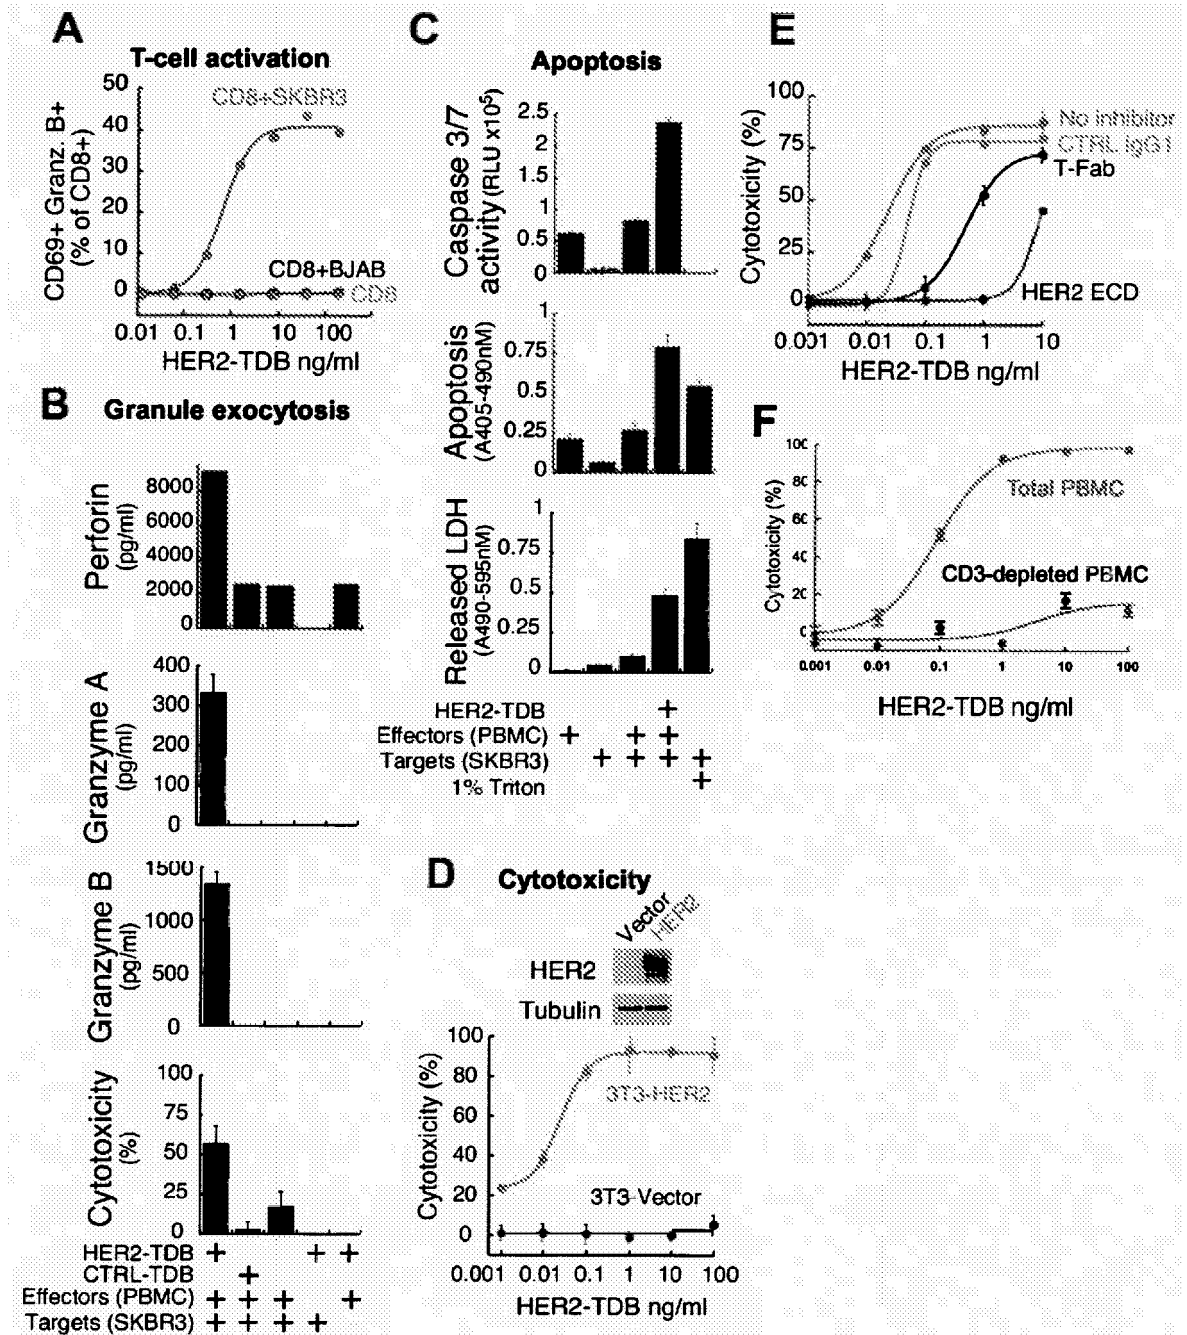 A
T-cell activation
CD69+ Granz. B+
(% of CD8+)
50
40
30
20
10
0
CD8+SKBR3
CD8+BJAB
CD8
0.01 0.1 1 10 100
HER2-TDB ng/ml
B
Granule exocytosis
Perforin
(pg/ml)
8000
6000
4000
2000
0
Granzyme A
(pg/ml)
400
300
200
100
0
Granzyme B
(pg/ml)
1500
1000
500
0
Cytotoxicity
(%)
100
75
50
25
0
HER2-TDB + + +
CTRL-TDB +
Effectors (PBMC) + + + +
Targets (SKBR3) + + + +
C
Apoptosis
Caspase 3/7
activity (RLU x10⁵)
2.5
2
1.5
1
0.5
0
Apoptosis
(A405-490nM)
1
0.75
0.5
0.25
0
Released LDH
(A490-595nM)
1
0.75
0.5
0.25
0
HER2-TDB +
Effectors (PBMC) + + +
Targets (SKBR3) + + + +
1% Triton +
D
Cytotoxicity
Vector
HER2
HER2
Tubulin
Cytotoxicity (%)
100
80
60
40
20
0
3T3-HER2
3T3-Vector
0.001 0.01 0.1 1 10 100
HER2-TDB ng/ml
E
Cytotoxicity (%)
100
75
50
25
0
No inhibitor
CTRL IgG1
T-Fab
HER2 ECD
0.001 0.01 0.1 1 10
HER2-TDB ng/ml
F
Cytotoxicity (%)
100
80
60
40
20
0
Total PBMC
CD3-depleted PBMC
0.001 0.01 0.1 1 10 100
HER2-TDB ng/ml